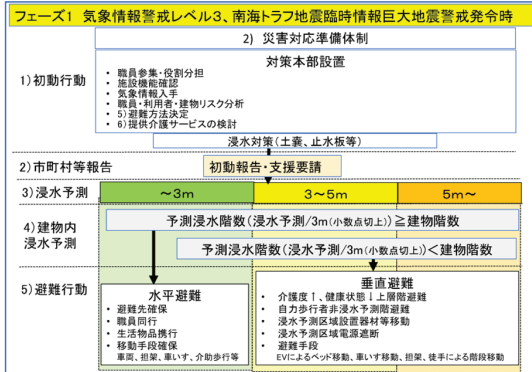 フェーズ1 気象情報警戒レベル3、南海トラフ地震臨時情報巨大地震警戒発令時
2) 災害対応準備体制
1)初動行動
対策本部設置
• 職員参集・役割分担
• 施設機能確認
• 気象情報入手
• 職員・利用者・建物リスク分析
• 5)避難方法決定
• 6)提供介護サービスの検討
浸水対策(土嚢、止水板等)
2)市町村等報告
初動報告・支援要請
3)浸水予測
~3m
3~5m
5m~
4)建物内
浸水予測
予測浸水階数(浸水予測/3m(小数点切上))≧建物階数
予測浸水階数(浸水予測/3m(小数点切上))<建物階数
5)避難行動
水平避難
• 避難先確保
• 職員同行
• 生活物品携行
• 移動手段確保
車両、担架、車いす、介助歩行等
垂直避難
• 介護度↑、健康状態↓上層階避難
• 自力歩行者非浸水予測階避難
• 浸水予測区域設置器材等移動
• 浸水予測区域電源遮断
• 避難手段
EVによるベッド移動、車いす移動、担架、徒手による階段移動